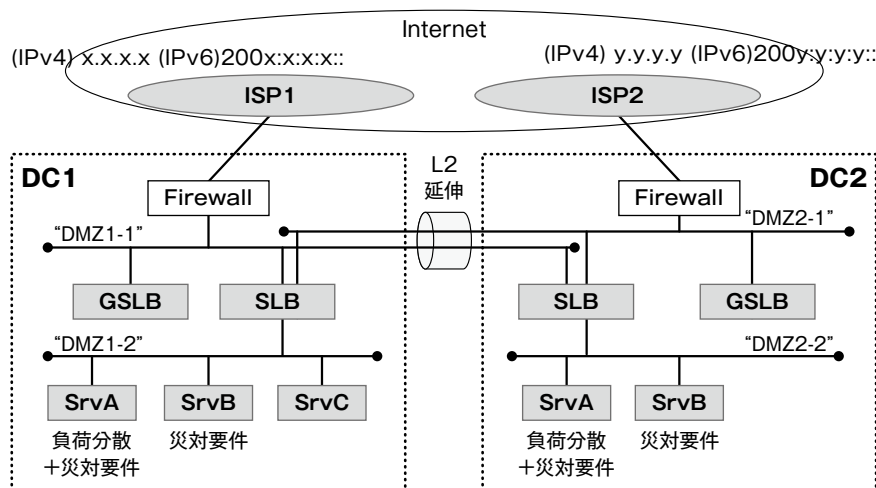 Internet
(IPv4) x.x.x.x (IPv6)200x:x:x:x::
(IPv4) y.y.y.y (IPv6)200y:y:y:y::
ISP1
ISP2
DC1
Firewall
L2
延伸
DC2
Firewall
“DMZ1-1”
“DMZ2-1”
GSLB
SLB
SLB
GSLB
“DMZ1-2”
“DMZ2-2”
SrvA
SrvB
SrvC
SrvA
SrvB
負荷分散
+災対要件
災対要件
負荷分散
+災対要件
災対要件